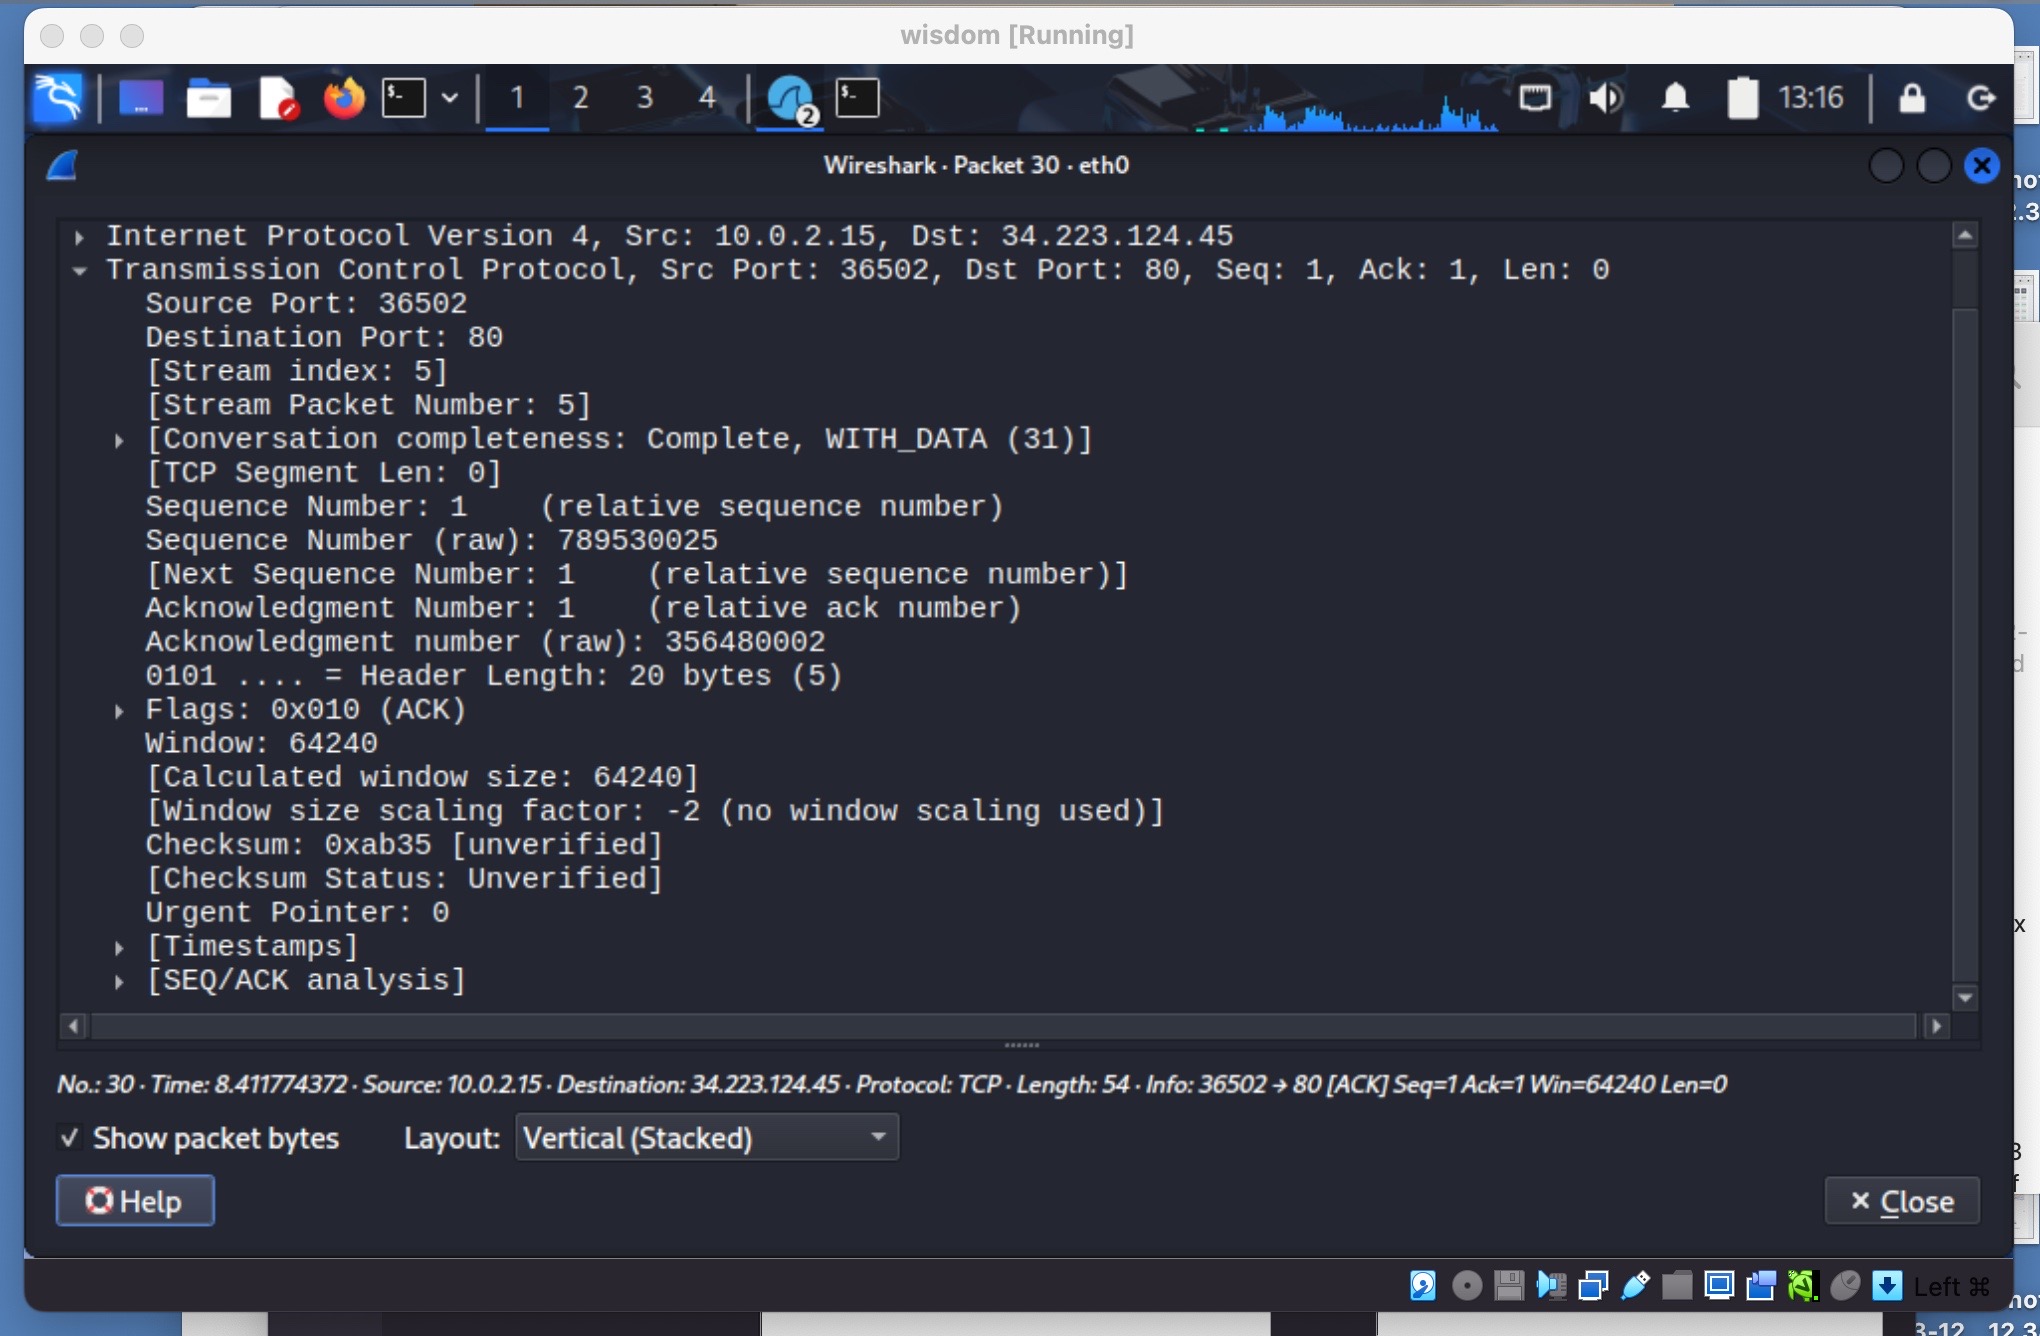 wisdom [Running]
$- 1 2 3 4 2 $- 13:16
Wireshark · Packet 30 · eth0
Internet Protocol Version 4, Src: 10.0.2.15, Dst: 34.223.124.45
Transmission Control Protocol, Src Port: 36502, Dst Port: 80, Seq: 1, Ack: 1, Len: 0
Source Port: 36502
Destination Port: 80
[Stream index: 5]
[Stream Packet Number: 5]
[Conversation completeness: Complete, WITH_DATA (31)]
[TCP Segment Len: 0]
Sequence Number: 1    (relative sequence number)
Sequence Number (raw): 789530025
[Next Sequence Number: 1    (relative sequence number)]
Acknowledgment Number: 1    (relative ack number)
Acknowledgment number (raw): 356480002
0101 .... = Header Length: 20 bytes (5)
Flags: 0x010 (ACK)
Window: 64240
[Calculated window size: 64240]
[Window size scaling factor: -2 (no window scaling used)]
Checksum: 0xab35 [unverified]
[Checksum Status: Unverified]
Urgent Pointer: 0
[Timestamps]
[SEQ/ACK analysis]
No.: 30 · Time: 8.411774372 · Source: 10.0.2.15 · Destination: 34.223.124.45 · Protocol: TCP · Length: 54 · Info: 36502 → 80 [ACK] Seq=1 Ack=1 Win=64240 Len=0
Show packet bytes Layout: Vertical (Stacked)
Help
Close
Left ⌘